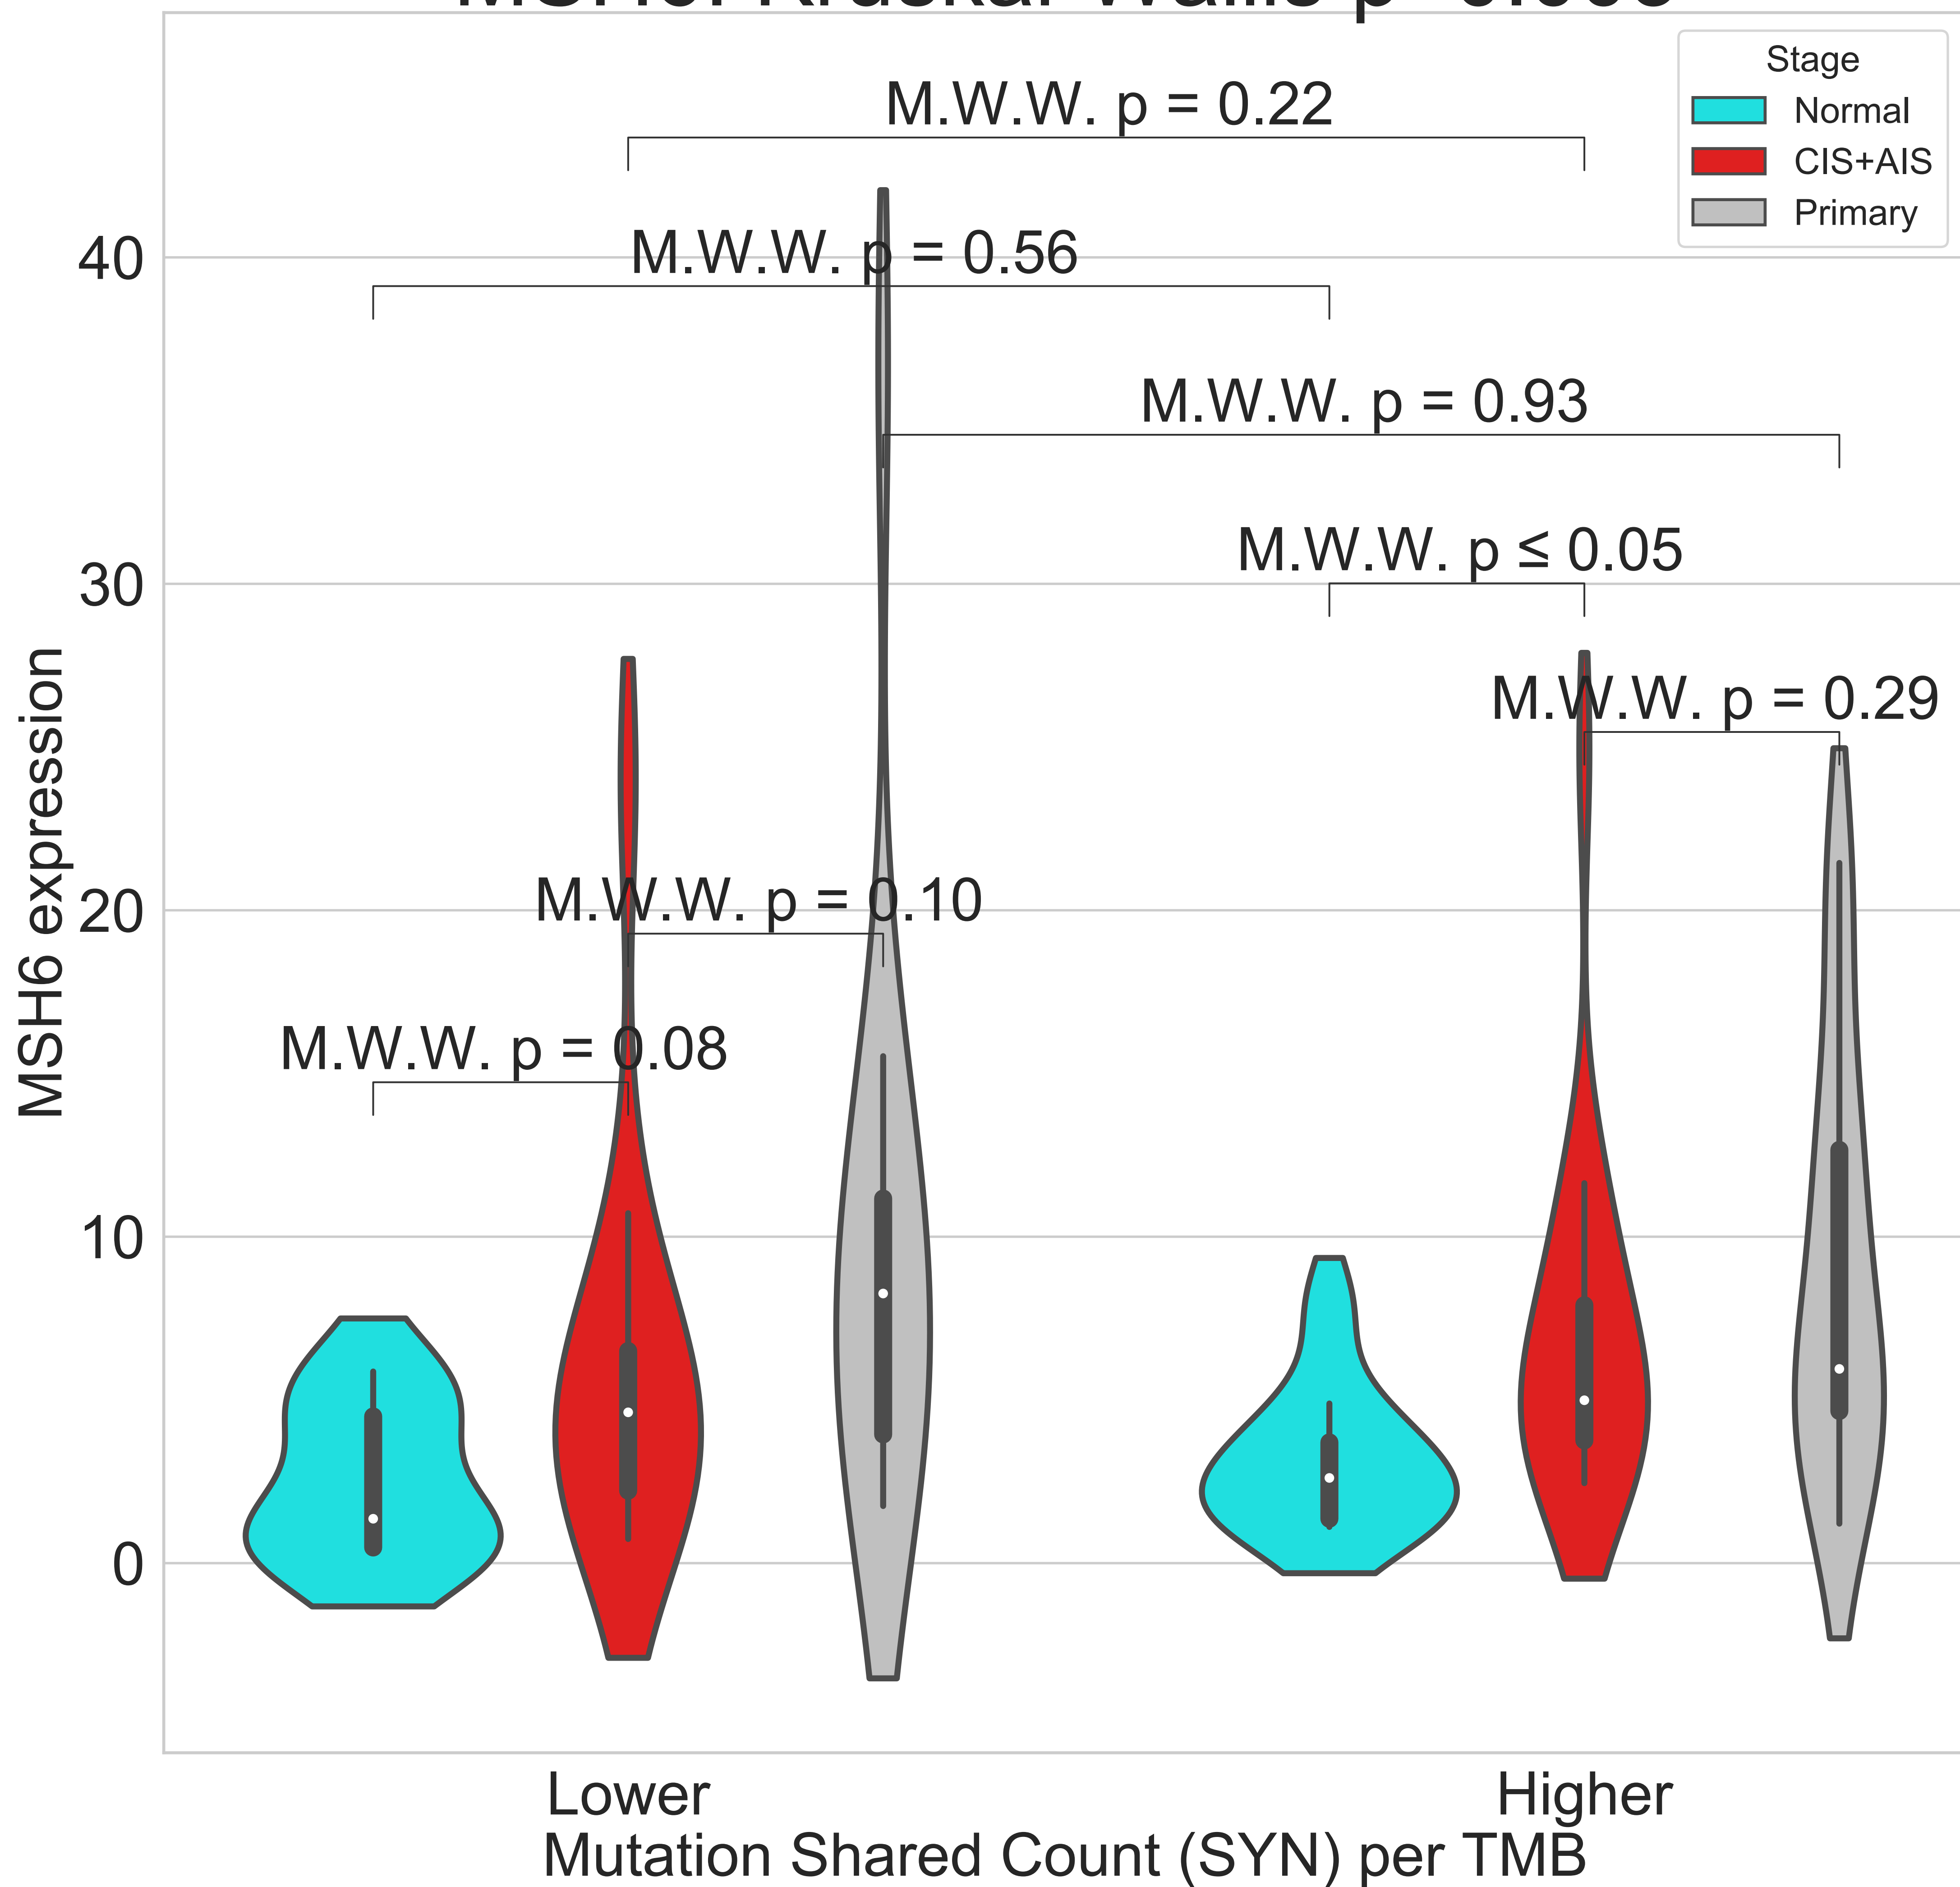 Stage
Normal
CIS+AIS
Primary
M.W.W. p = 0.22
M.W.W. p = 0.56
M.W.W. p = 0.93
M.W.W. p ≤ 0.05
M.W.W. p = 0.29
M.W.W. p = 0.10
M.W.W. p = 0.08
MSH6 expression
40
30
20
10
0
Lower
Higher
Mutation Shared Count (SYN) per TMB